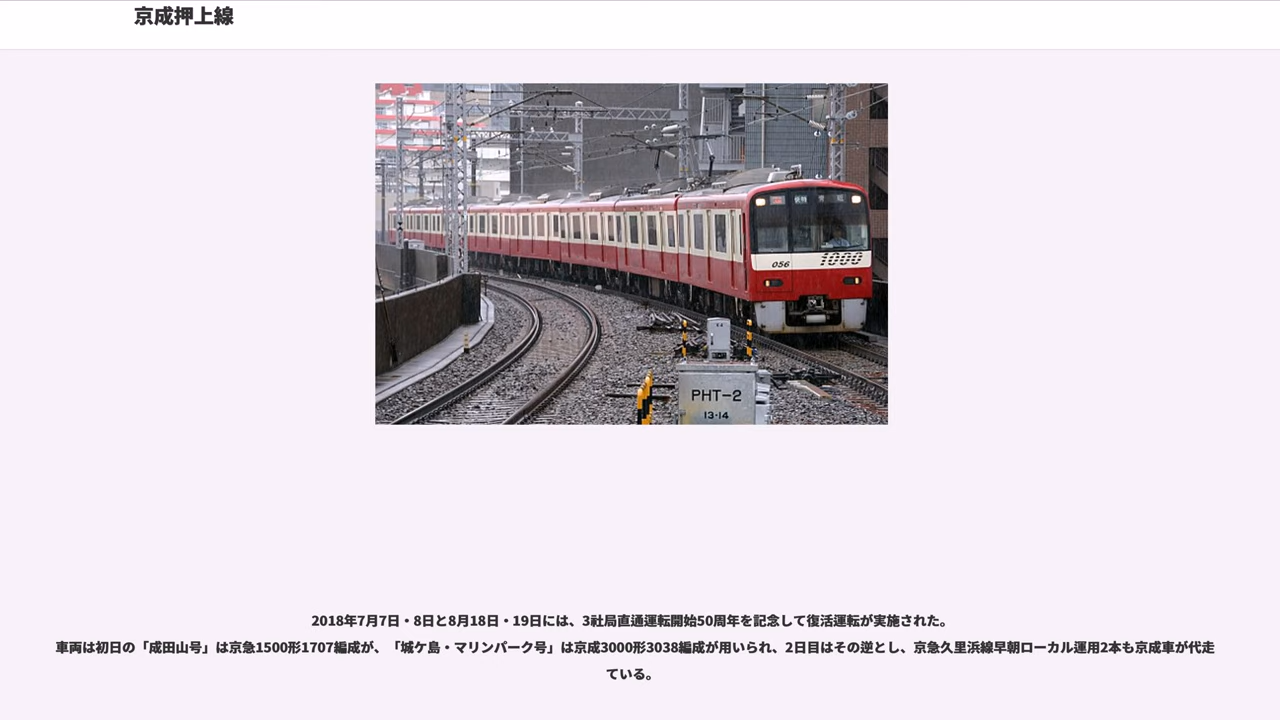 京成押上線
056
1000
PHT-2
13-14
2018年7月7日・8日と8月18日・19日には、3社局直通運転開始50周年を記念して復活運転が実施された。
車両は初日の「成田山号」は京急1500形1707編成が、「城ケ島・マリンパーク号」は京成3000形3038編成が用いられ、2日目はその逆とし、京急久里浜線早朝ローカル運用2本も京成車が代走
ている。